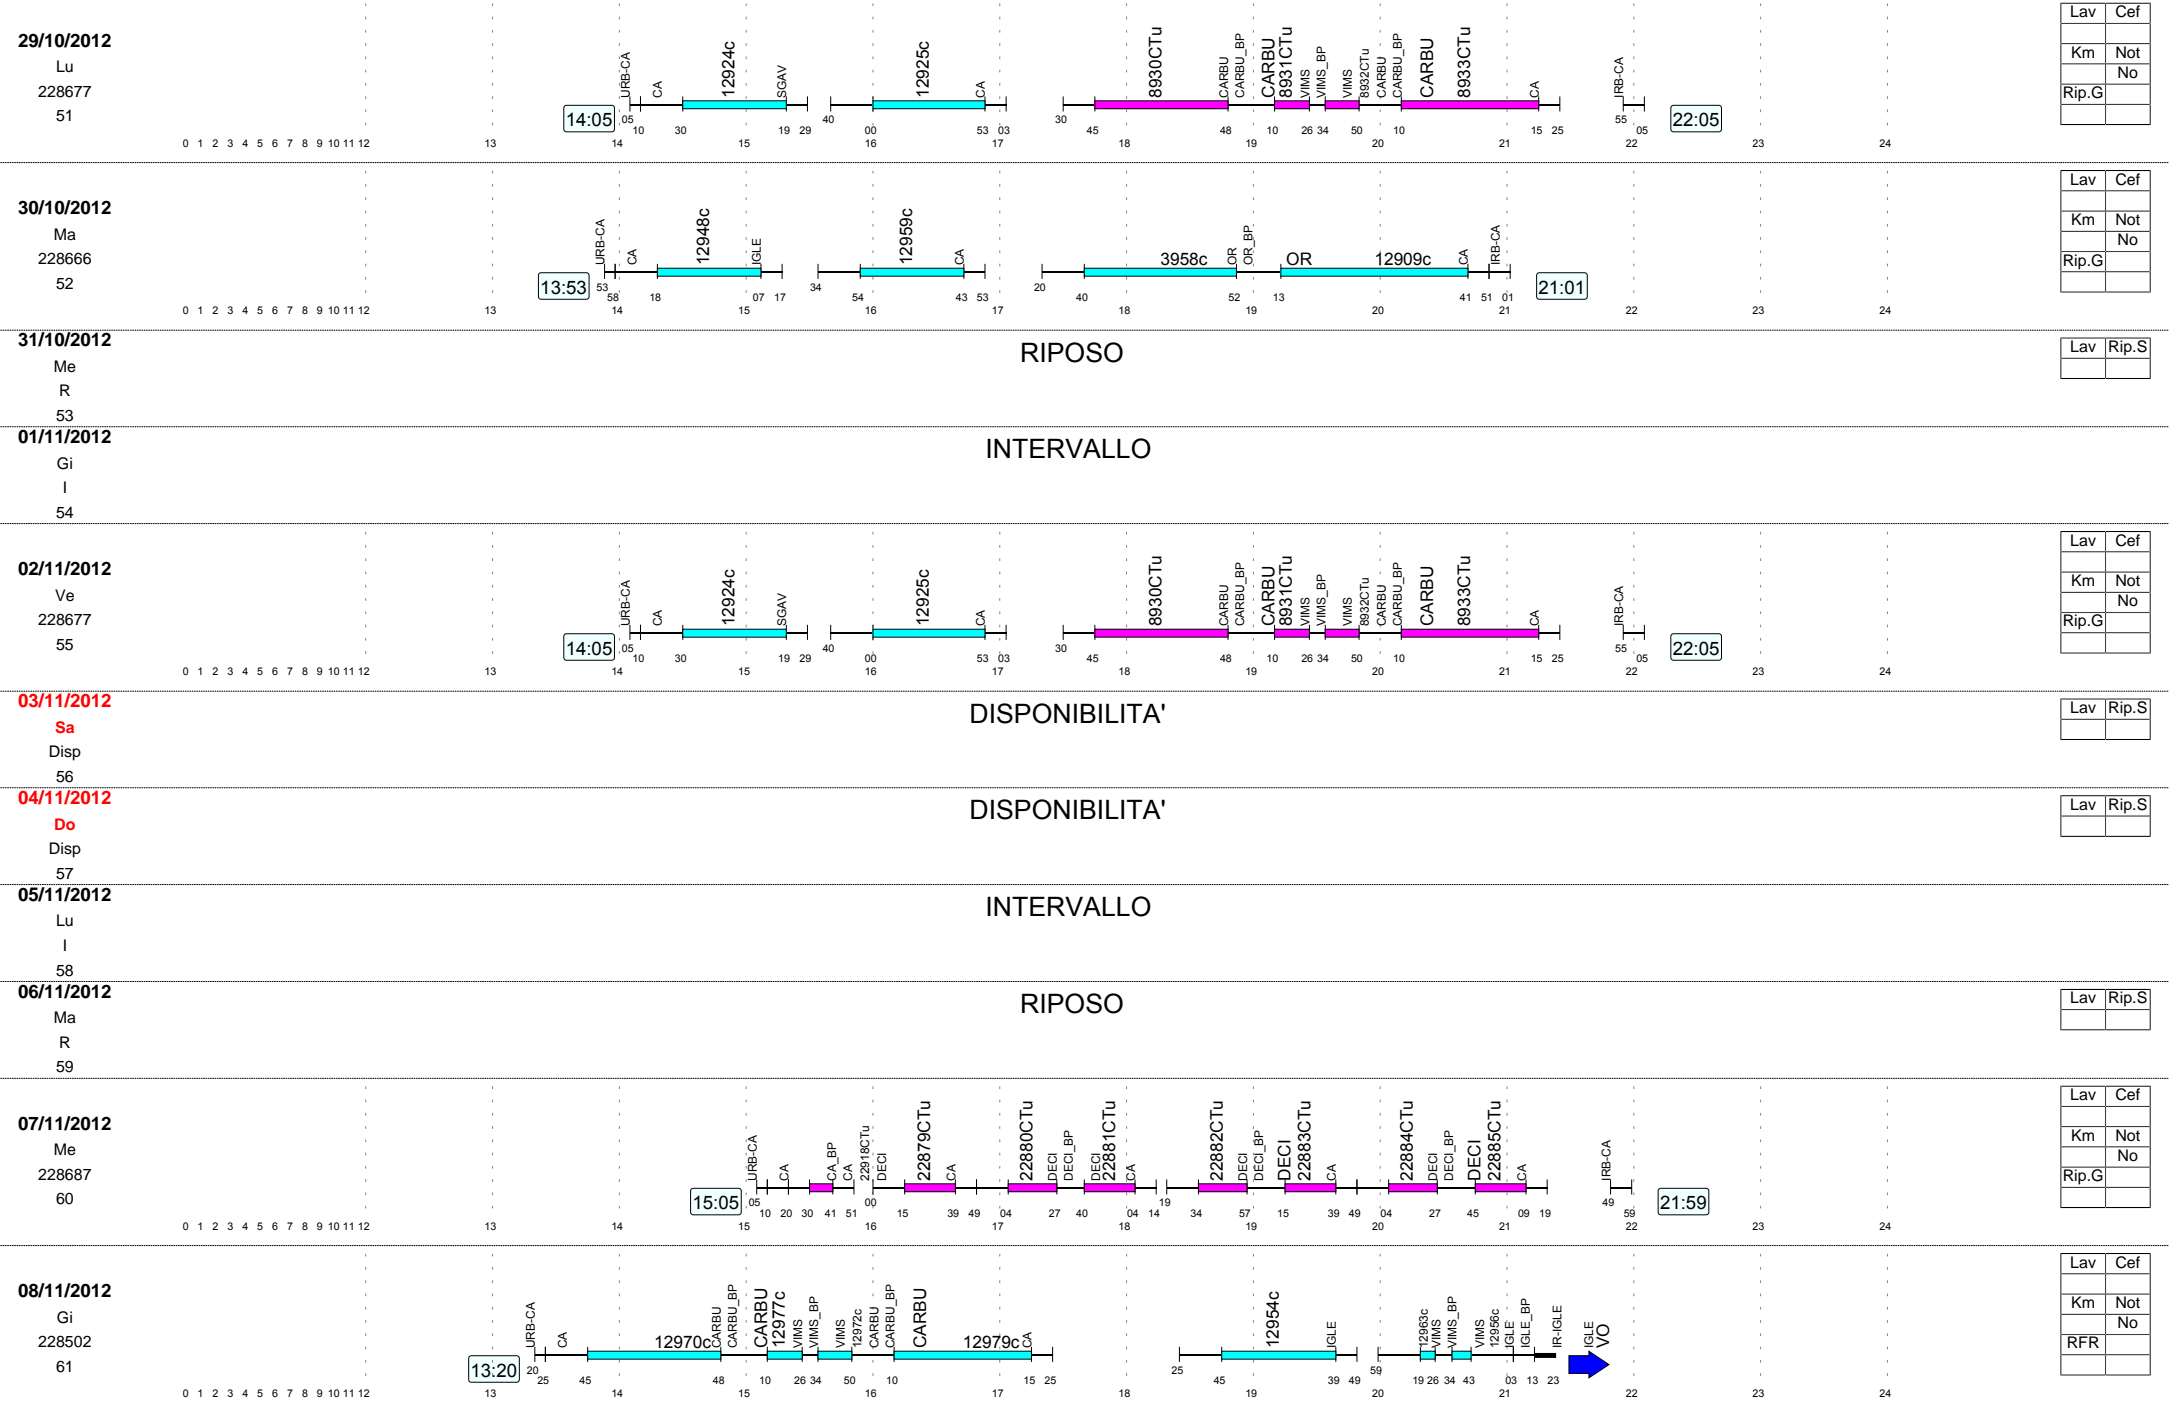 29/10/2012
Lu
228677
51
14:05
URB-CA CA 12924c SGAV 12925c CA 8930CTu CARBU CARBU_BP CARBU 8931CTu VIMS VIMS_BP VIMS 8932CTu CARBU CARBU_BP CARBU 8933CTu CA IRB-CA
05 10 30 19 29 40 00 53 03 30 45 48 10 26 34 50 10 15 25 55 05
22:05
0 1 2 3 4 5 6 7 8 9 10 11 12 13 14 15 16 17 18 19 20 21 22 23 24
Lav Cef
Km Not
No
Rip.G
30/10/2012
Ma
228666
52
13:53
URB-CA CA 12948c IGLE 12959c CA 3958c OR OR_BP OR 12909c CA IRB-CA
53 58 18 07 17 34 54 43 53 20 40 52 13 41 51 01
21:01
0 1 2 3 4 5 6 7 8 9 10 11 12 13 14 15 16 17 18 19 20 21 22 23 24
Lav Cef
Km Not
No
Rip.G
31/10/2012
Me
R
53
RIPOSO
Lav Rip.S
01/11/2012
Gi
I
54
INTERVALLO
02/11/2012
Ve
228677
55
14:05
URB-CA CA 12924c SGAV 12925c CA 8930CTu CARBU CARBU_BP CARBU 8931CTu VIMS VIMS_BP VIMS 8932CTu CARBU CARBU_BP CARBU 8933CTu CA IRB-CA
05 10 30 19 29 40 00 53 03 30 45 48 10 26 34 50 10 15 25 55 05
22:05
0 1 2 3 4 5 6 7 8 9 10 11 12 13 14 15 16 17 18 19 20 21 22 23 24
Lav Cef
Km Not
No
Rip.G
03/11/2012
Sa
Disp
56
DISPONIBILITA'
Lav Rip.S
04/11/2012
Do
Disp
57
DISPONIBILITA'
Lav Rip.S
05/11/2012
Lu
I
58
INTERVALLO
06/11/2012
Ma
R
59
RIPOSO
Lav Rip.S
07/11/2012
Me
228687
60
15:05
URB-CA CA CA_BP CA 22918CTu DECI 22879CTu CA 22880CTu DECI DECI_BP DECI 22881CTu CA 22882CTu DECI DECI_BP DECI 22883CTu CA 22884CTu DECI DECI_BP DECI 22885CTu CA IRB-CA
05 10 20 30 41 51 00 15 39 49 04 27 40 04 14 19 34 57 15 39 49 04 27 45 09 19 49 59
21:59
0 1 2 3 4 5 6 7 8 9 10 11 12 13 14 15 16 17 18 19 20 21 22 23 24
Lav Cef
Km Not
No
Rip.G
08/11/2012
Gi
228502
61
13:20
URB-CA CA 12970c CARBU CARBU_BP CARBU 12977c VIMS VIMS_BP VIMS 12972c CARBU CARBU_BP CARBU 12979c CA 12954c IGLE 12963c VIMS VIMS_BP VIMS 12956c IGLE IGLE_BP IR-IGLE IGLE VO
20 25 45 48 10 26 34 50 10 15 25 25 45 39 49 59 19 26 34 43 03 13 23
0 1 2 3 4 5 6 7 8 9 10 11 12 13 14 15 16 17 18 19 20 21 22 23 24
Lav Cef
Km Not
No
RFR